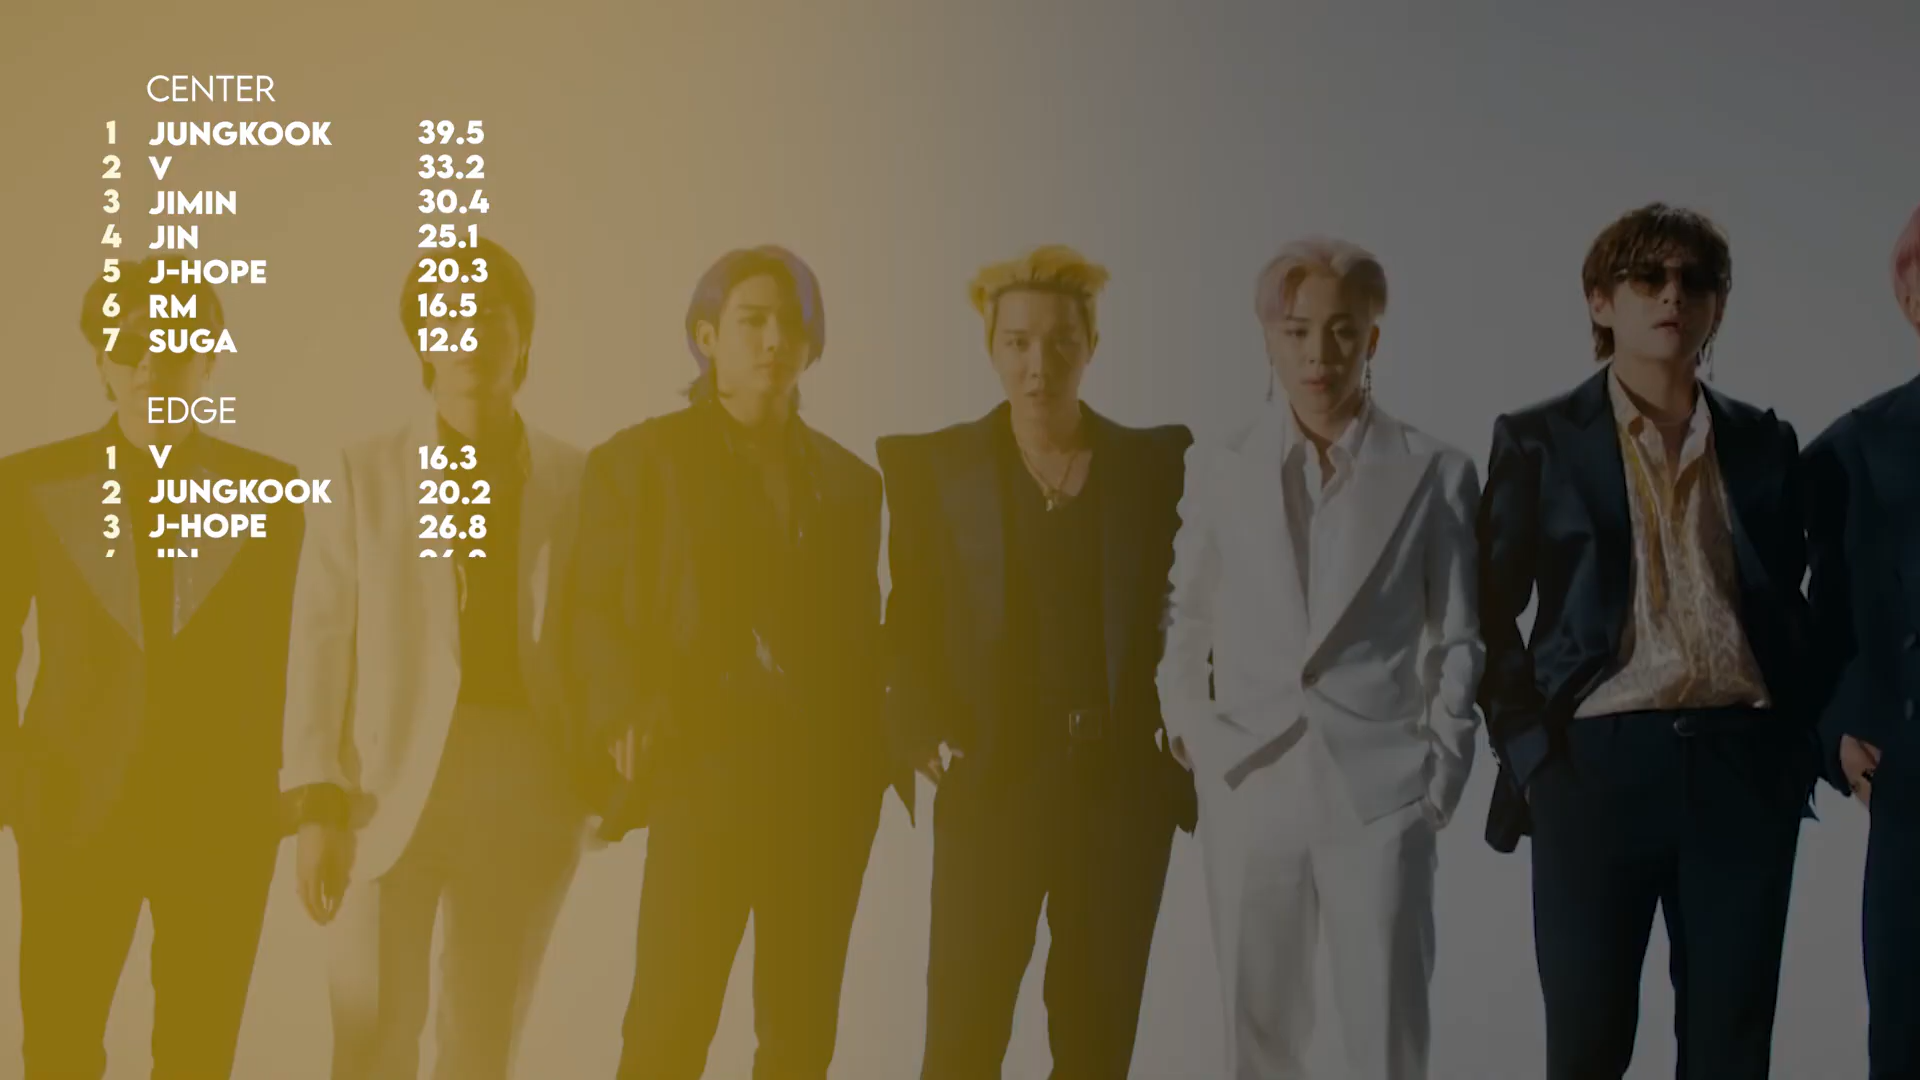 CENTER
1 JUNGKOOK 39.5
2 V 33.2
3 JIMIN 30.4
4 JIN 25.1
5 J-HOPE 20.3
6 RM 16.5
7 SUGA 12.6
EDGE
1 V 16.3
2 JUNGKOOK 20.2
3 J-HOPE 26.8